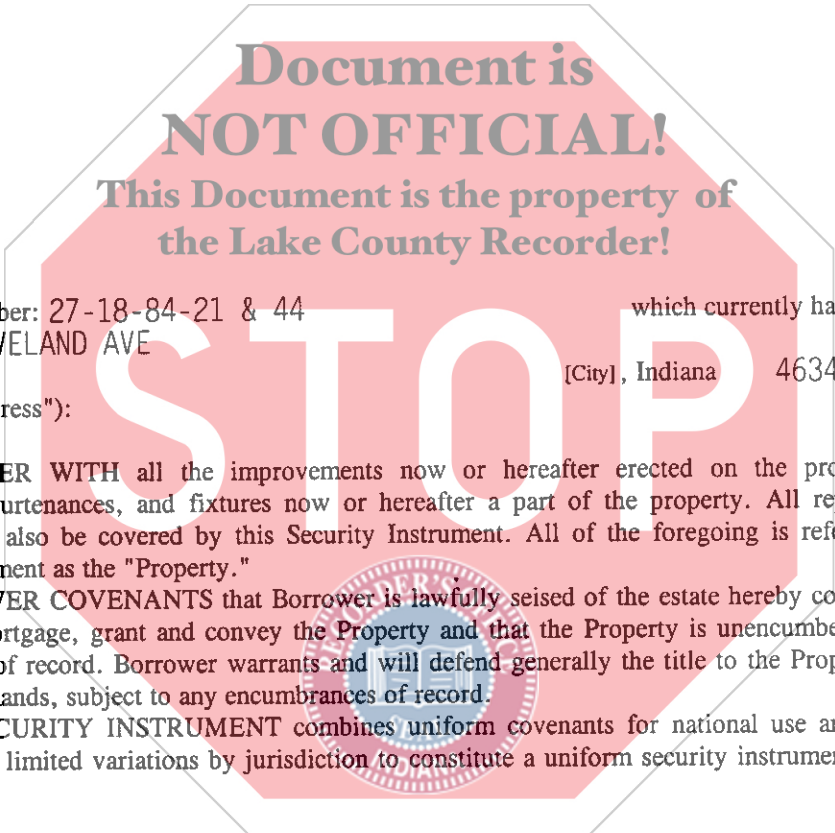 Document is
NOT OFFICIAL!
This Document is the property of
the Lake County Recorder!
ber: 27-18-84-21 & 44 which currently ha
VELAND AVE
[City], Indiana 4634
ress"):
ER WITH all the improvements now or hereafter erected on the pro
urtenances, and fixtures now or hereafter a part of the property. All re
also be covered by this Security Instrument. All of the foregoing is refe
ment as the "Property."
VER COVENANTS that Borrower is lawfully seised of the estate hereby co
ortgage, grant and convey the Property and that the Property is unencumbe
of record. Borrower warrants and will defend generally the title to the Prop
ands, subject to any encumbrances of record.
CURITY INSTRUMENT combines uniform covenants for national use an
limited variations by jurisdiction to constitute a uniform security instrumen
STOP
SEAL
INDIANA